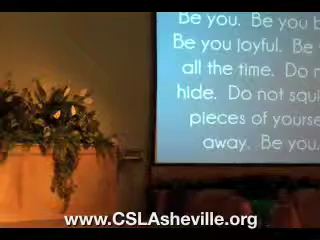 Be you. Be you
Be you joyful. Be
all the time. Do
hide. Do not
pieces of
away. Be you.
www.CSLAsheville.org